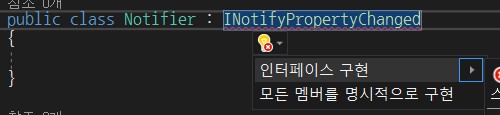 참조 0개
public class Notifier : INotifyPropertyChanged
{
}
인터페이스 구현
모든 멤버를 명시적으로 구현